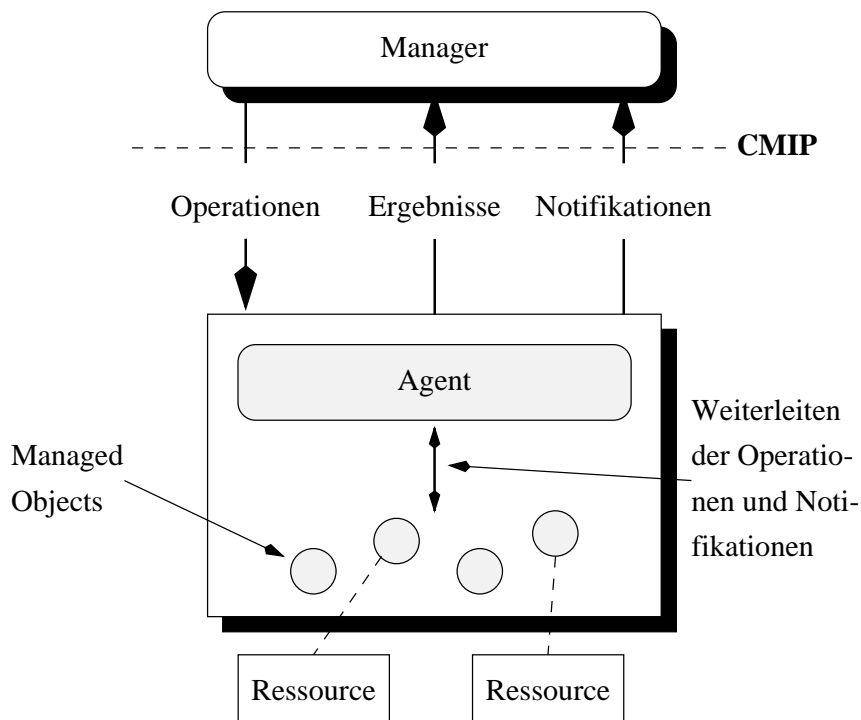 Manager
CMIP
Operationen
Ergebnisse
Notifikationen
Agent
Managed
Objects
Weiterleiten
der Operatio-
nen und Noti-
fikationen
Ressource
Ressource